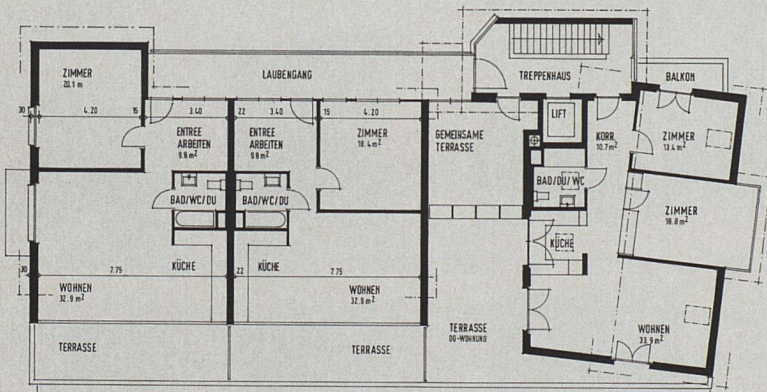 ZIMMER
20.1 m
LAUBENGANG
TREPPENHAUS
BALKON
30
4.20
15
3.40
22
3.40
15
4.20
LIFT
ENTREE
ARBEITEN
9.8 m²
ENTREE
ARBEITEN
9.8 m²
ZIMMER
18.4 m²
GEMEINSAME
TERRASSE
KORR.
10.7 m²
ZIMMER
13.4 m²
BAD/WC/DU
BAD/WC/DU
BAD/DU/WC
ZIMMER
18.8 m²
KÜCHE
KÜCHE
KÜCHE
30
7.75
22
7.75
WOHNEN
32.9 m²
WOHNEN
32.9 m²
TERRASSE
DG-WOHNUNG
WOHNEN
33.9 m²
TERRASSE
TERRASSE